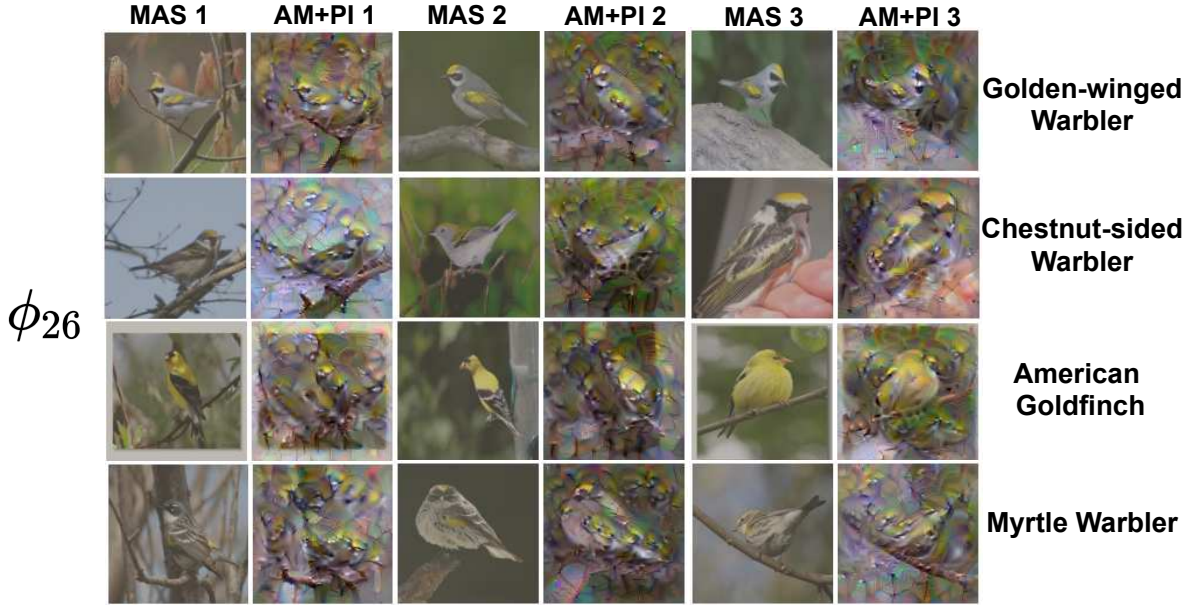 MAS 1 AM+PI 1 MAS 2 AM+PI 2 MAS 3 AM+PI 3
Golden-winged
Warbler
Chestnut-sided
Warbler
ϕ26
American
Goldfinch
Myrtle Warbler